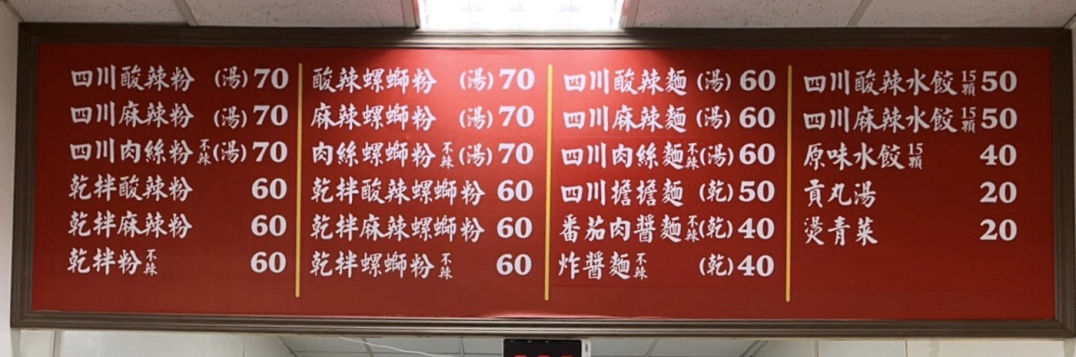 四川酸辣粉 (湯) 70
四川麻辣粉 (湯) 70
四川肉絲粉不辣(湯) 70
乾拌酸辣粉 60
乾拌麻辣粉 60
乾拌粉不辣 60
酸辣螺螄粉 (湯) 70
麻辣螺螄粉 (湯) 70
肉絲螺螄粉不辣(湯) 70
乾拌酸辣螺螄粉 60
乾拌麻辣螺螄粉 60
乾拌螺螄粉不辣 60
四川酸辣麵 (湯) 60
四川麻辣麵 (湯) 60
四川肉絲麵不辣(湯) 60
四川擔擔麵 (乾) 50
番茄肉醬麵不辣(乾) 40
炸醬麵不辣 (乾) 40
四川酸辣水餃15顆 50
四川麻辣水餃15顆 50
原味水餃15顆 40
貢丸湯 20
燙青菜 20